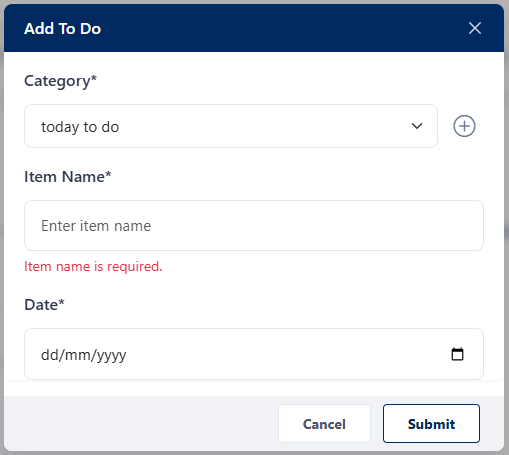 Add To Do
Category*
today to do
Item Name*
Enter item name
Item name is required.
Date*
dd/mm/yyyy
Cancel Submit